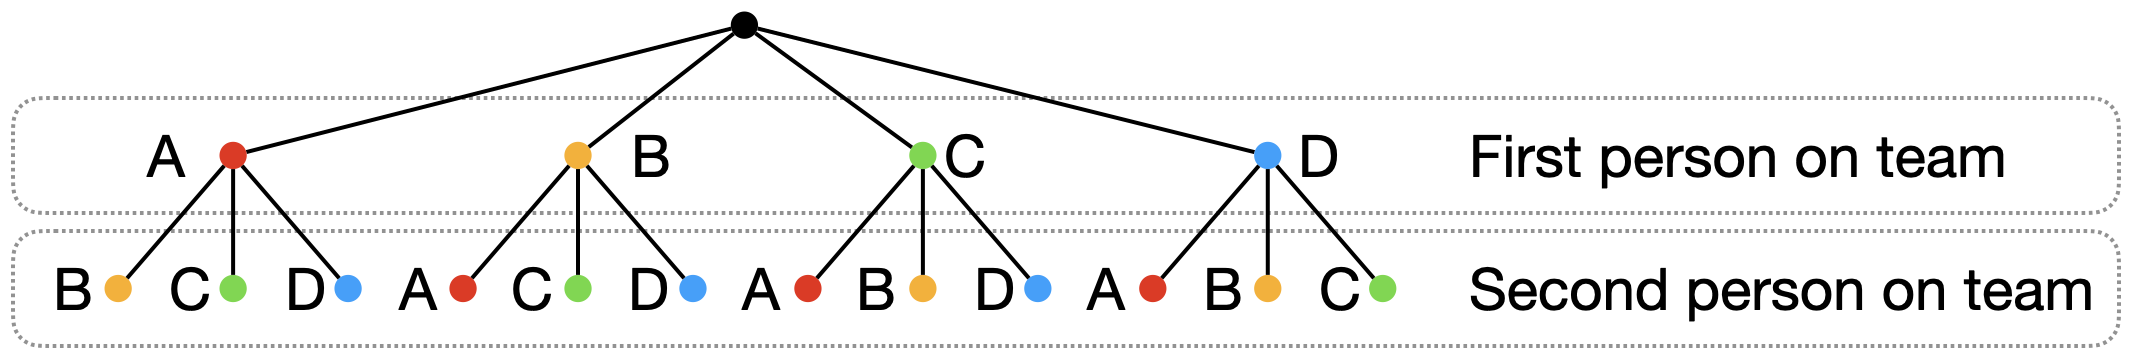 A B C D First person on team
B C D A C D A B D A B C Second person on team